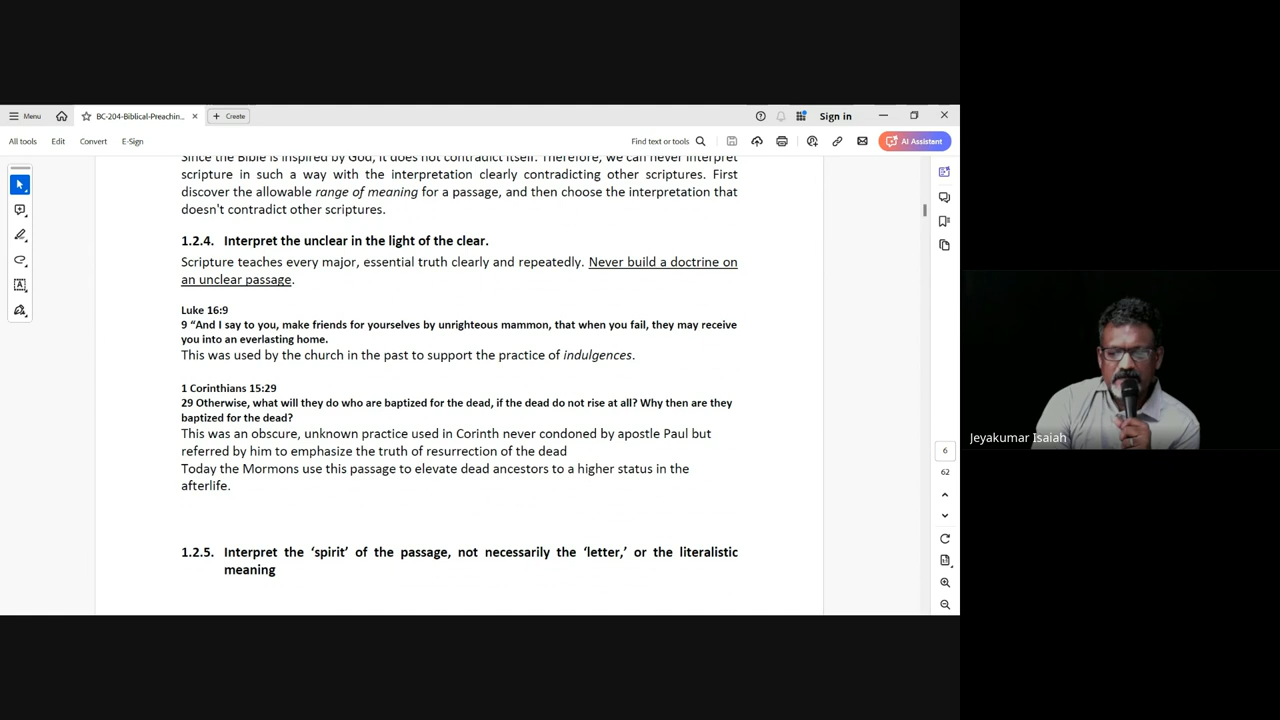 Menu
BC-204-Biblical-Preachin...
Create
Sign in
All tools
Edit
Convert
E-Sign
Find text or tools
AI Assistant
Since the Bible is inspired by God, it does not contradict itself. Therefore, we can never interpret
scripture in such a way with the interpretation clearly contradicting other scriptures. First
discover the allowable range of meaning for a passage, and then choose the interpretation that
doesn't contradict other scriptures.
1.2.4. Interpret the unclear in the light of the clear.
Scripture teaches every major, essential truth clearly and repeatedly. Never build a doctrine on
an unclear passage.
Luke 16:9
9 “And I say to you, make friends for yourselves by unrighteous mammon, that when you fail, they may receive
you into an everlasting home.
This was used by the church in the past to support the practice of indulgences.
1 Corinthians 15:29
29 Otherwise, what will they do who are baptized for the dead, if the dead do not rise at all? Why then are they
baptized for the dead?
This was an obscure, unknown practice used in Corinth never condoned by apostle Paul but
referred by him to emphasize the truth of resurrection of the dead
Today the Mormons use this passage to elevate dead ancestors to a higher status in the
afterlife.
1.2.5. Interpret the ‘spirit’ of the passage, not necessarily the ‘letter,’ or the literalistic
meaning
6
62
Jeyakumar Isaiah